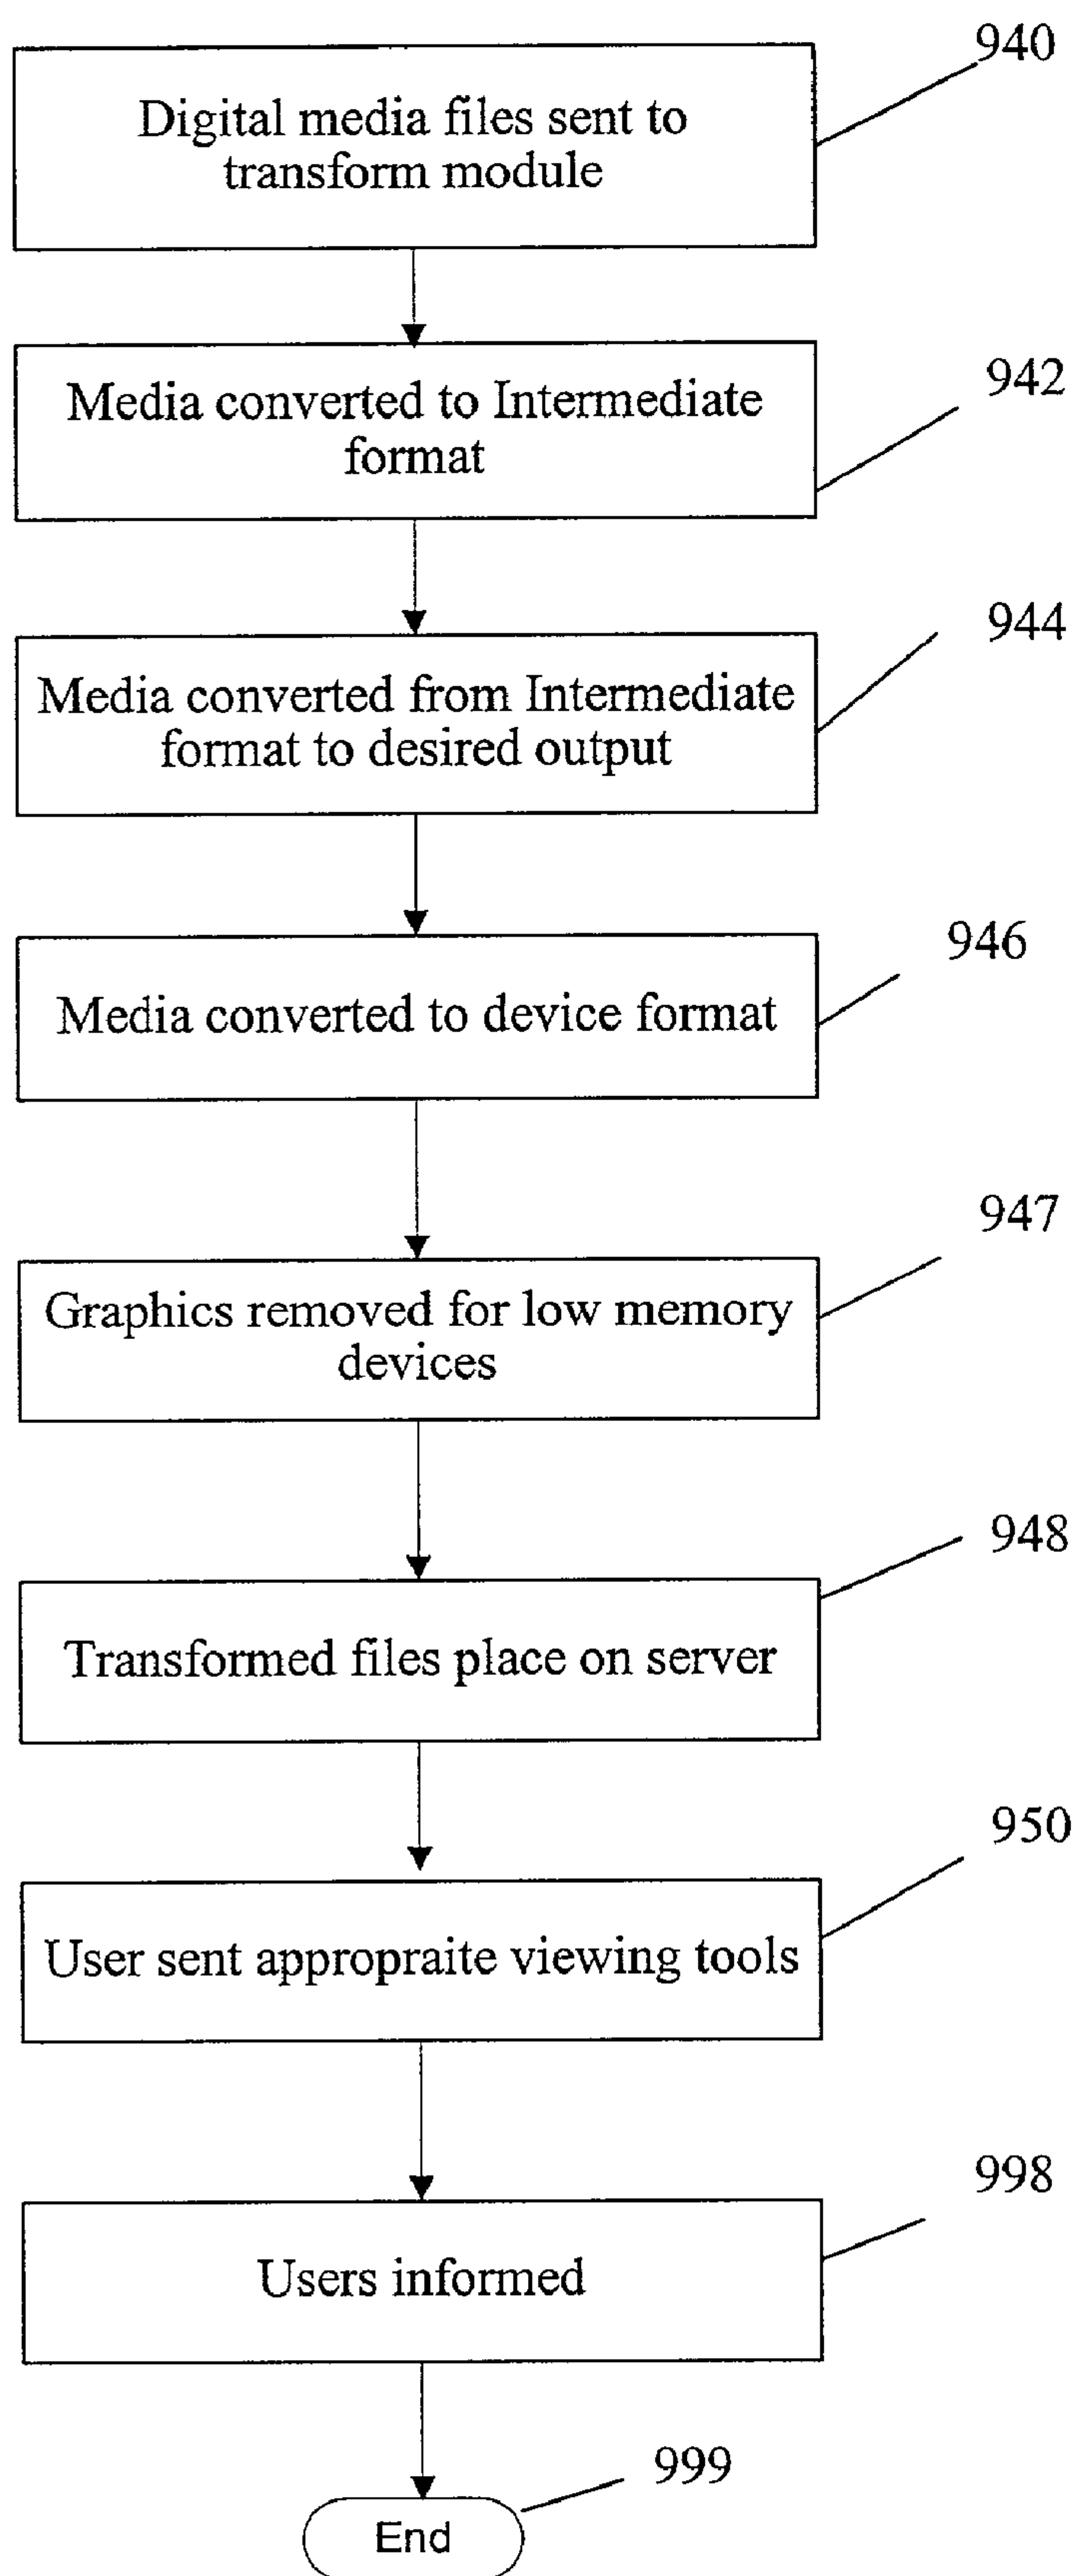 940
Digital media files sent to
transform module
942
Media converted to Intermediate
format
944
Media converted from Intermediate
format to desired output
946
Media converted to device format
947
Graphics removed for low memory
devices
948
Transformed files place on server
950
User sent appropraite viewing tools
998
Users informed
999
End